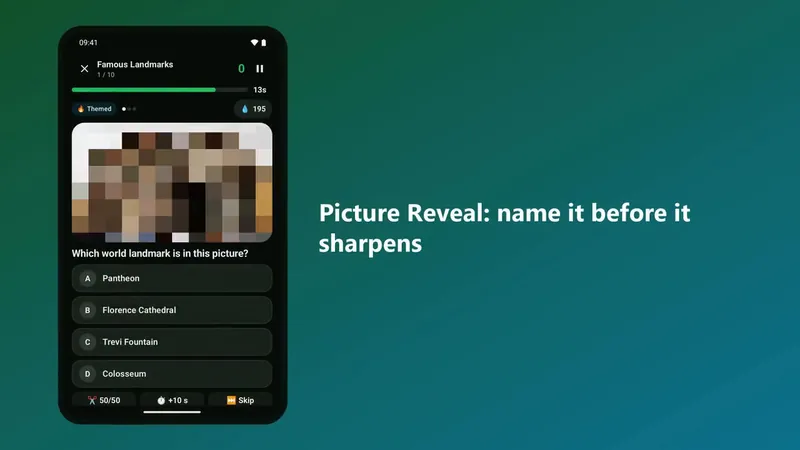 09:41
Famous Landmarks
1 / 10
0
13s
Themed
195
Which world landmark is in this picture?
A Pantheon
B Florence Cathedral
C Trevi Fountain
D Colosseum
50/50
+10 s
Skip
Picture Reveal: name it before it
sharpens